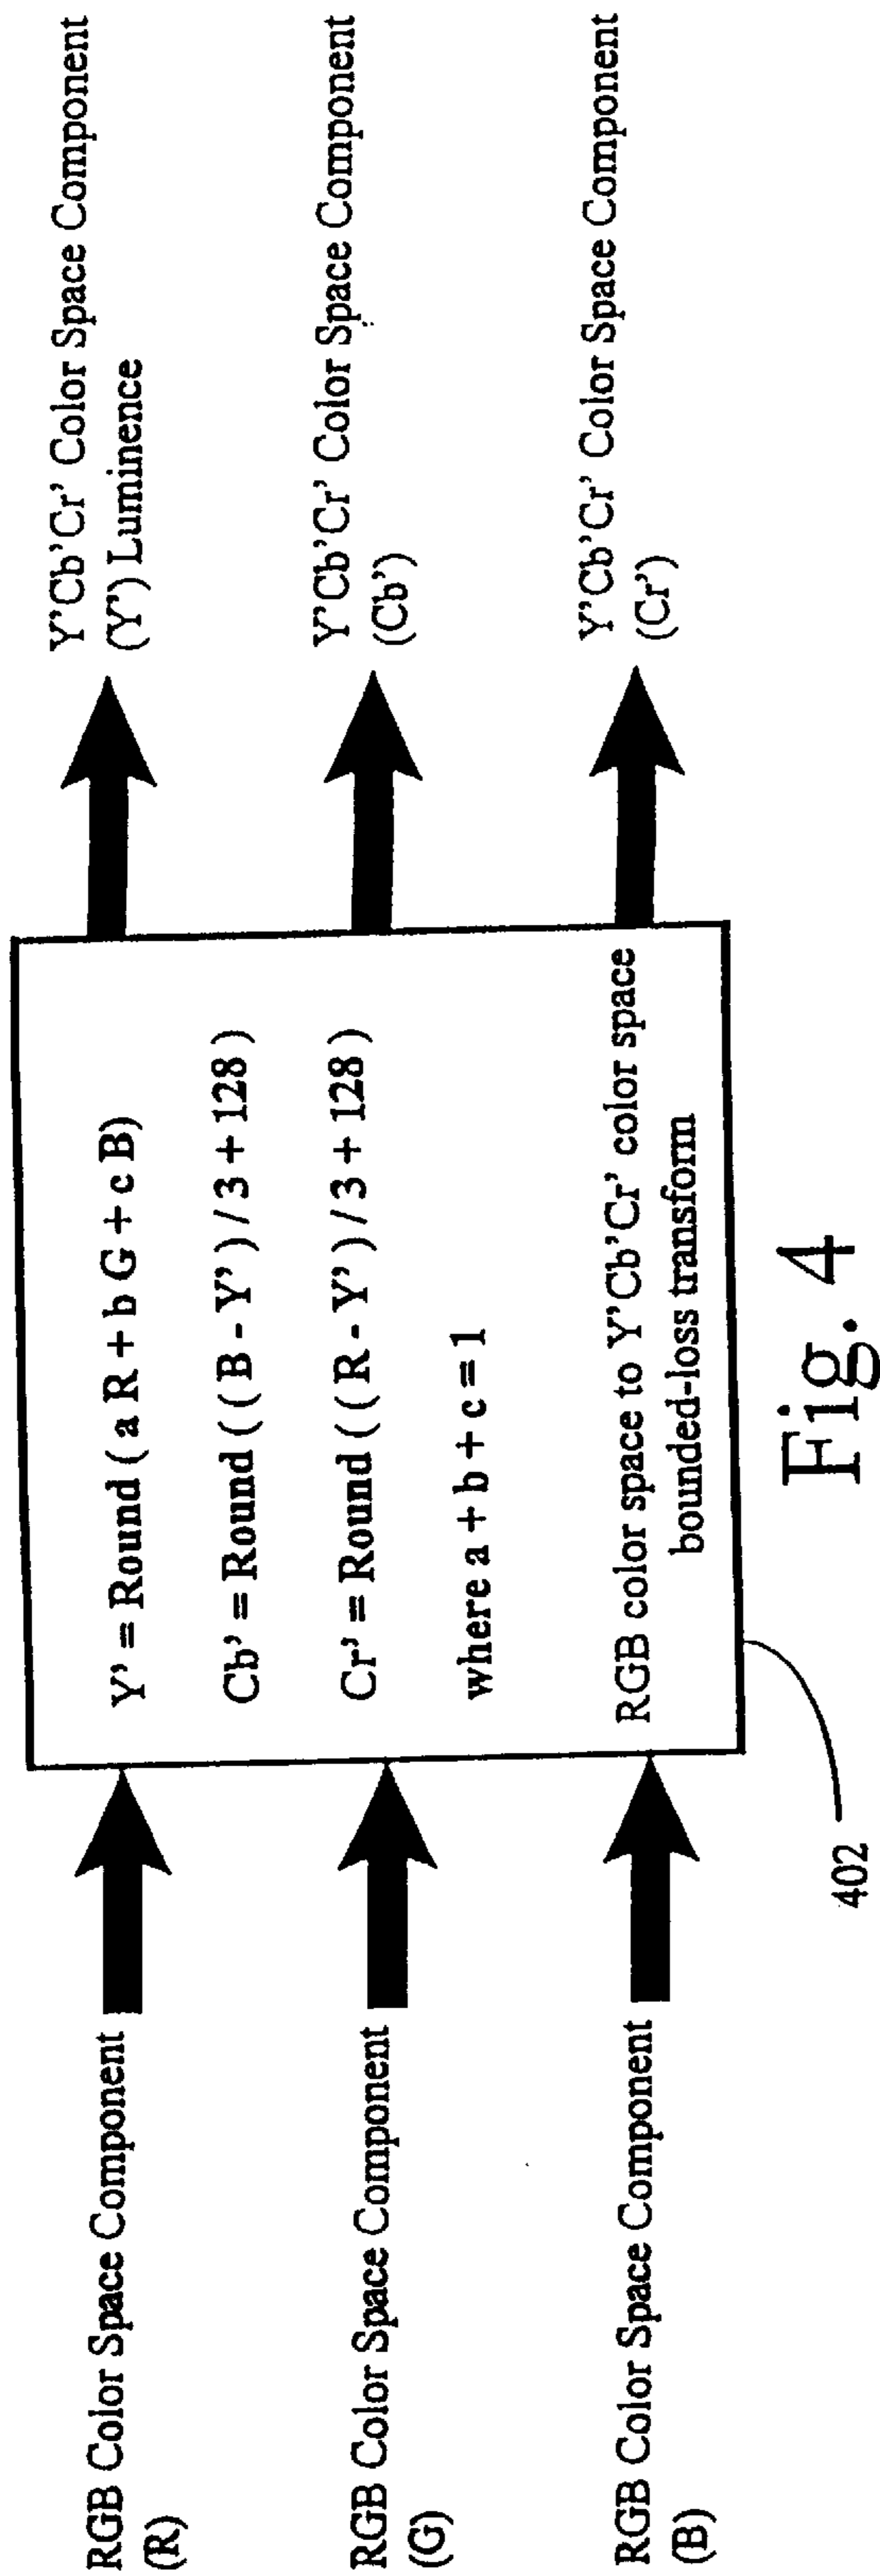 RGB Color Space Component
(R)
RGB Color Space Component
(G)
RGB Color Space Component
(B)
Y' = Round ( a R + b G + c B)
Cb' = Round ( ( B - Y' ) / 3 + 128 )
Cr' = Round ( ( R - Y' ) / 3 + 128 )
where a + b + c = 1
RGB color space to Y'Cb'Cr' color space
bounded-loss transform
Y'Cb'Cr' Color Space Component
(Y') Luminence
Y'Cb'Cr' Color Space Component
(Cb')
Y'Cb'Cr' Color Space Component
(Cr')
402
Fig. 4